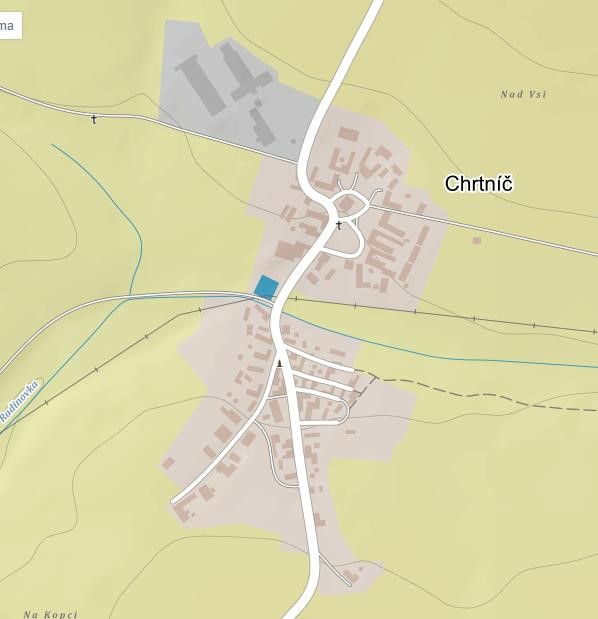 ma
Nad Vsí
Chrtníč
Radinovka
Na Kopci